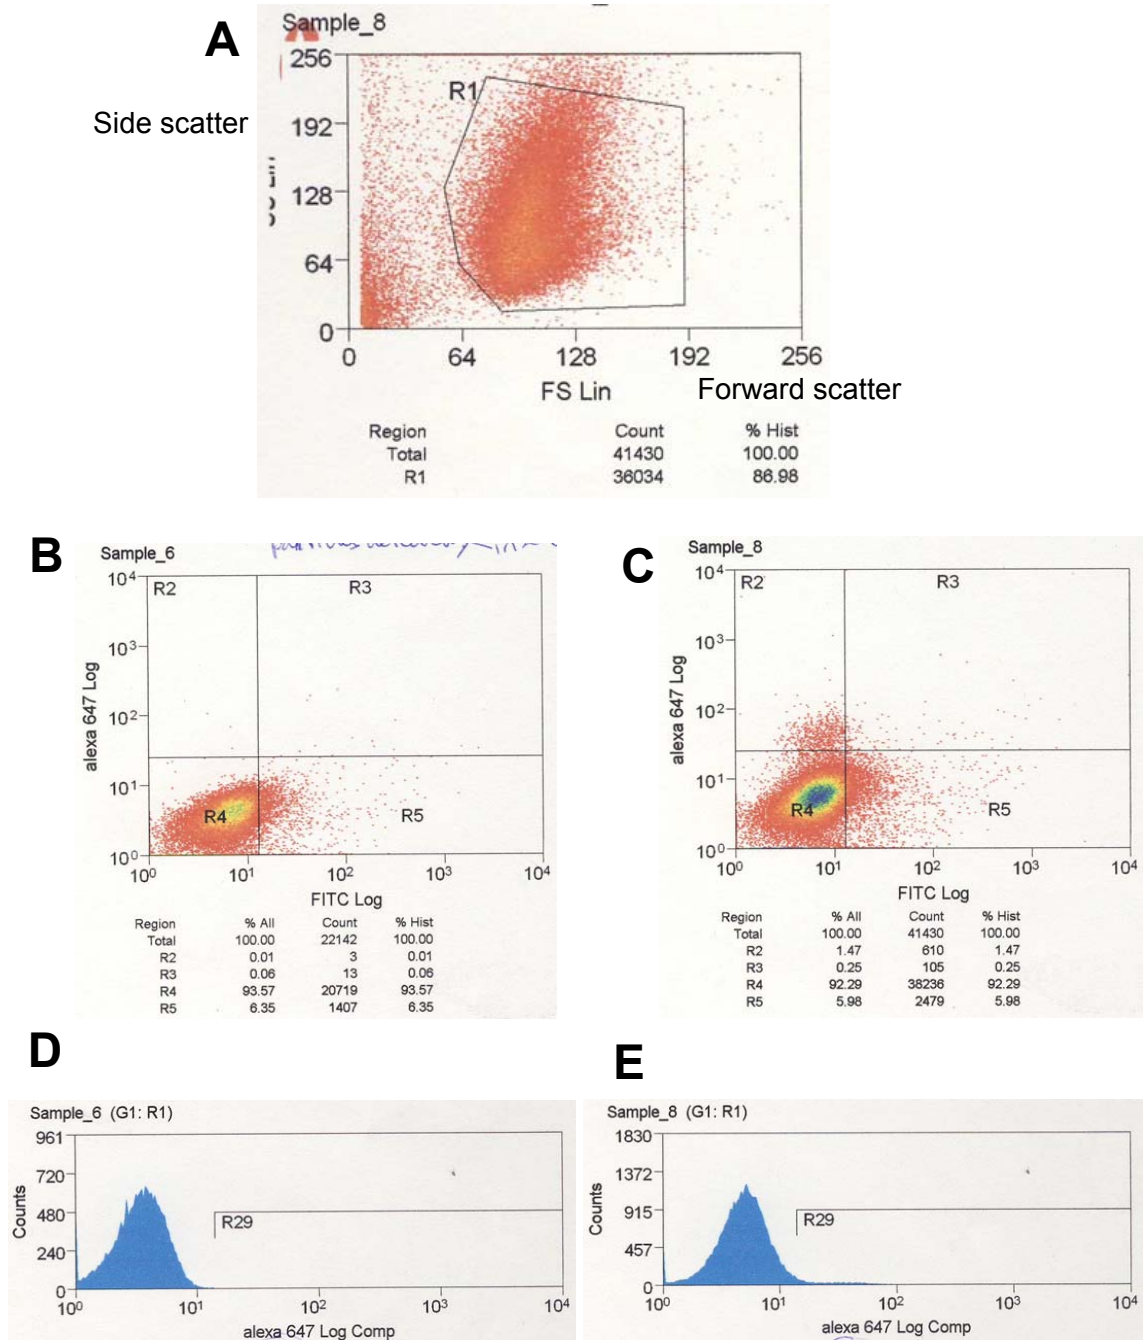 A
Sample_8
256
Side scatter
R1
192
128
64
0
0 64 128 192 256
FS Lin
Forward scatter
Region Count % Hist
Total 41430 100.00
R1 36034 86.98
B
Sample_6
10⁴
R2 R3
10³
alexa 647 Log
10²
10¹
R4 R5
10⁰
10⁰ 10¹ 10² 10³ 10⁴
FITC Log
Region % All Count % Hist
Total 100.00 22142 100.00
R2 0.01 3 0.01
R3 0.06 13 0.06
R4 93.57 20719 93.57
R5 6.35 1407 6.35
C
Sample_8
10⁴
R2 R3
10³
alexa 647 Log
10²
10¹
R4 R5
10⁰
10⁰ 10¹ 10² 10³ 10⁴
FITC Log
Region % All Count % Hist
Total 100.00 41430 100.00
R2 1.47 610 1.47
R3 0.25 105 0.25
R4 92.29 38236 92.29
R5 5.98 2479 5.98
D
Sample_6 (G1: R1)
961
720
Counts
480
R29
240
0
10⁰ 10¹ 10² 10³ 10⁴
alexa 647 Log Comp
E
Sample_8 (G1: R1)
1830
1372
Counts
915
R29
457
0
10⁰ 10¹ 10² 10³ 10⁴
alexa 647 Log Comp